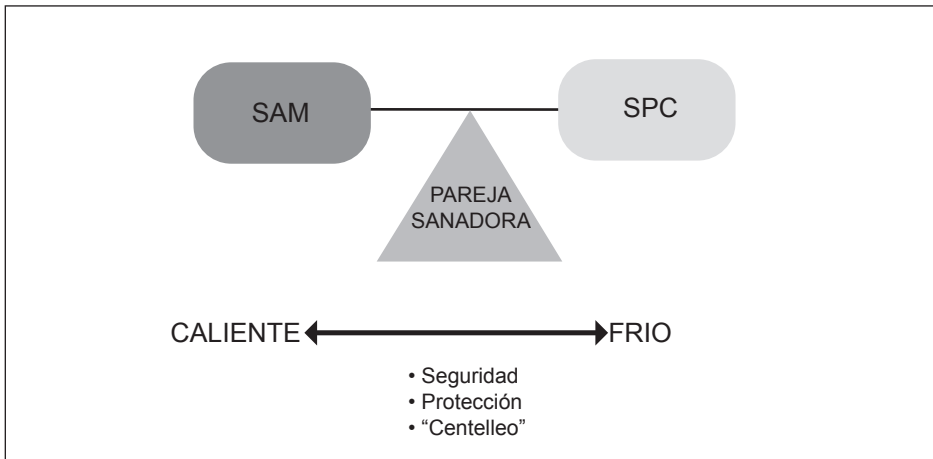 SAM
SPC
PAREJA
SANADORA
CALIENTE FRIO
• Seguridad
• Protección
• “Centelleo”